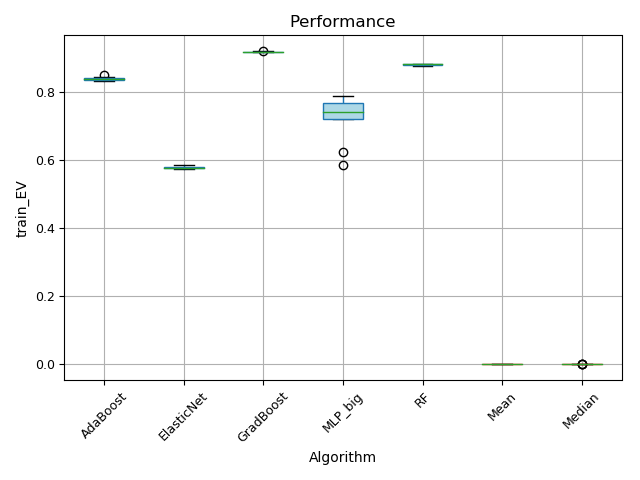 Performance
train_EV
0.8
0.6
0.4
0.2
0.0
AdaBoost
ElasticNet
GradBoost
MLP_big
RF
Mean
Median
Algorithm